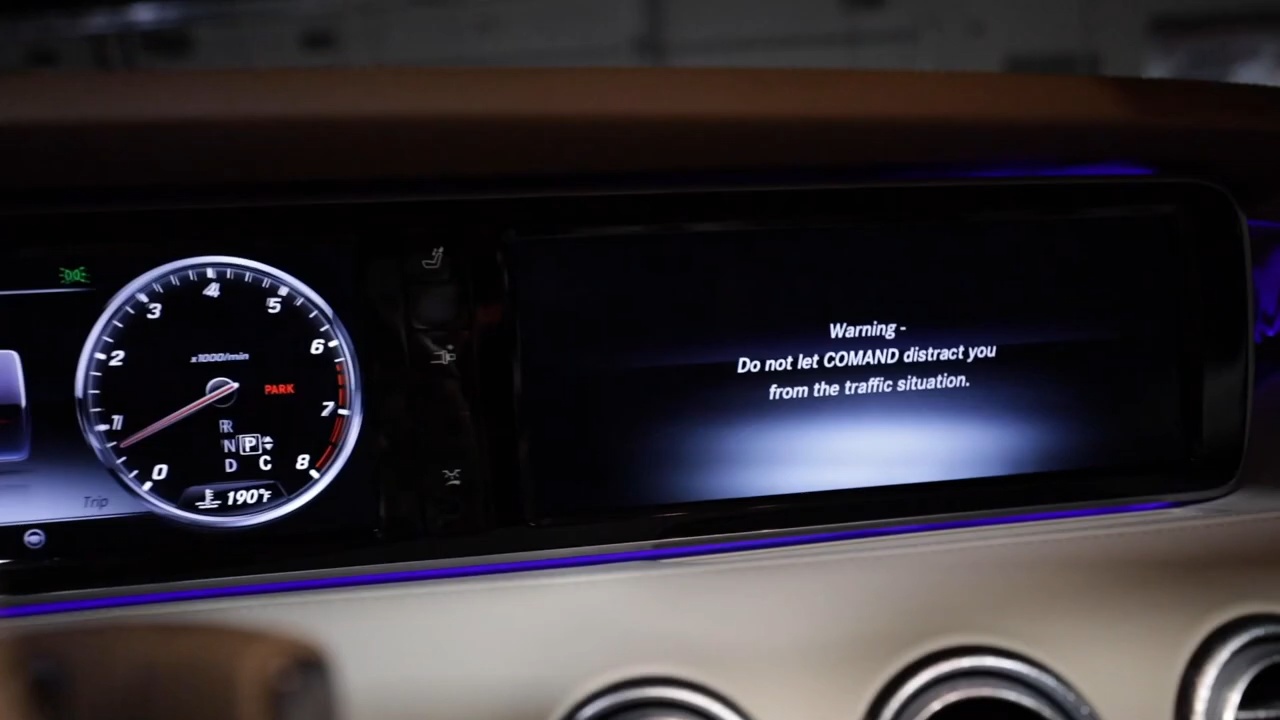 4
3
5
2
6
x1000/min
PARK
1
7
R
N P
D C
0
8
190°F
Trip
Warning -
Do not let COMAND distract you
from the traffic situation.